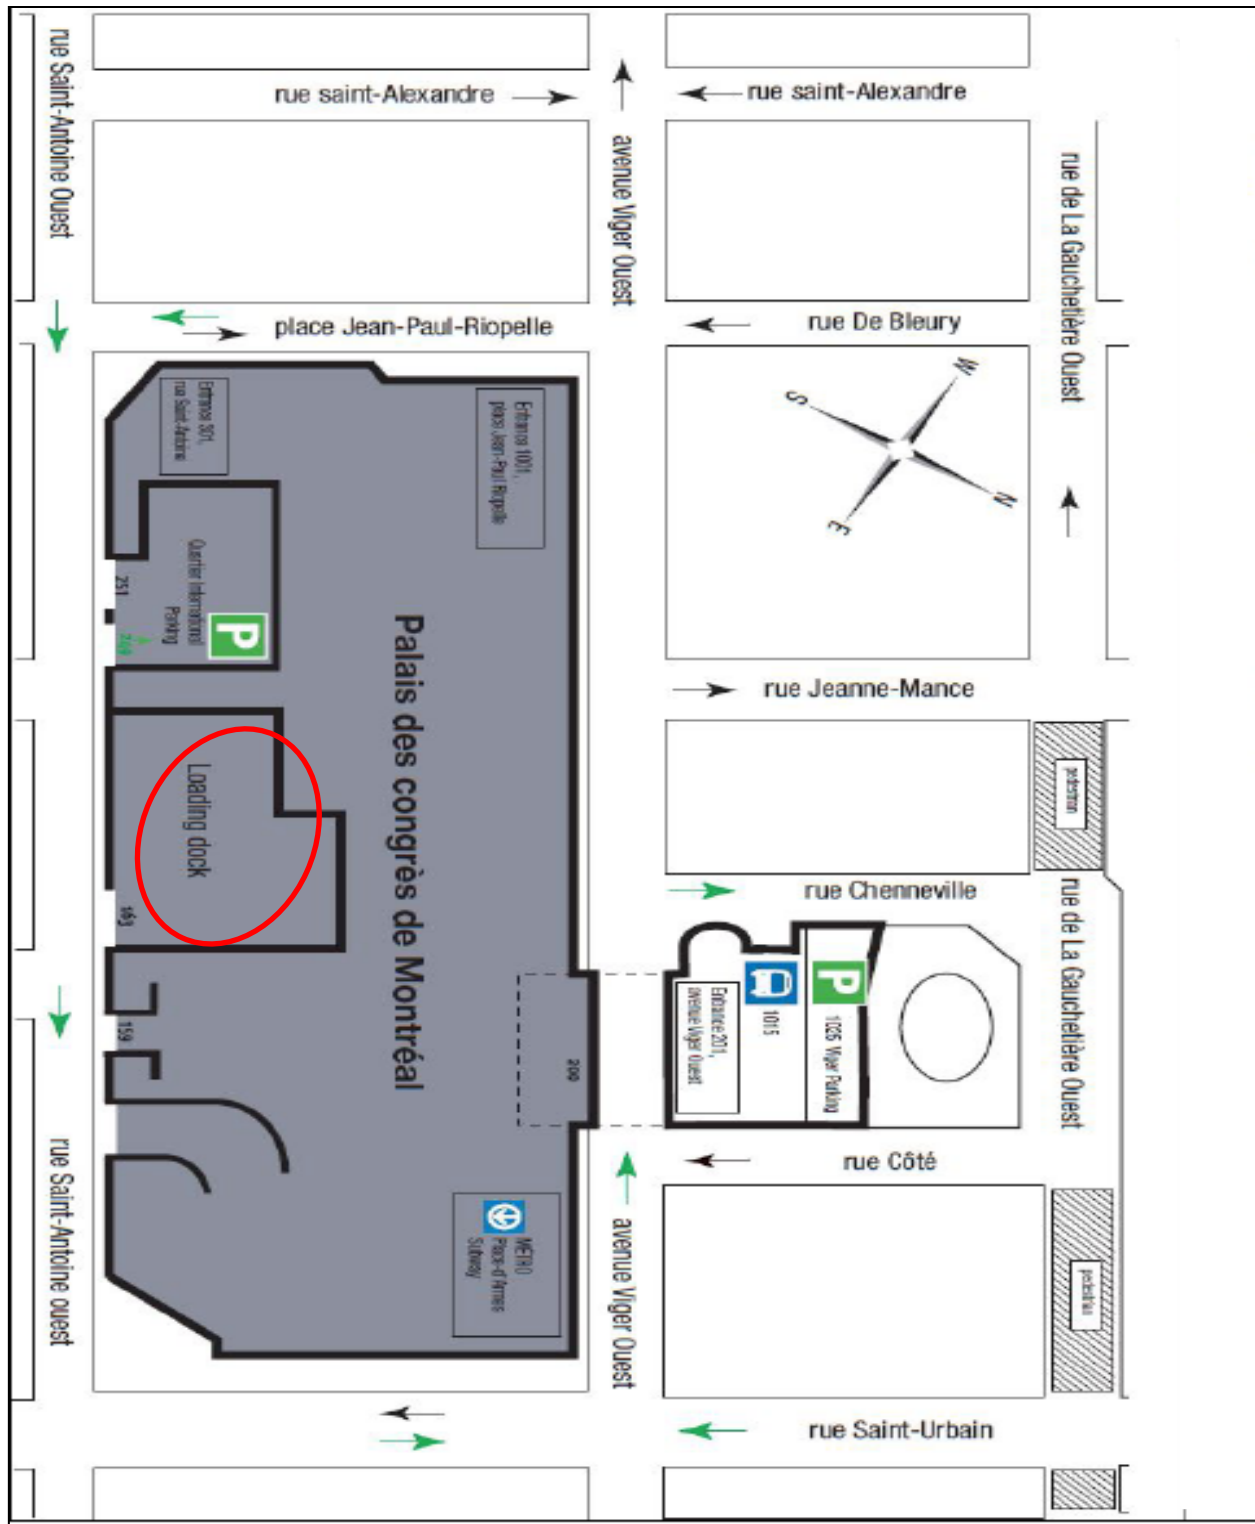 rue saint-Alexandre
rue saint-Alexandre
rue Saint-Antoine Ouest
avenue Viger Ouest
rue de La Gauchetière Ouest
place Jean-Paul-Riopelle
rue De Bleury
W
S
N
E
Entrance 301,
rue Saint-Antoine
Entrance 1001,
place Jean-Paul Riopelle
Quartier International
Parking
P
251
249
Palais des congrès de Montréal
rue Jeanne-Mance
pedestrian
Loading dock
163
rue Chenneville
rue de La Gauchetière Ouest
Entrance 201,
avenue Viger Ouest
1015
P
1025 Viger Parking
159
200
rue Côté
rue Saint-Antoine ouest
MÉTRO
Place-d'Armes
Subway
avenue Viger Ouest
pedestrian
rue Saint-Urbain